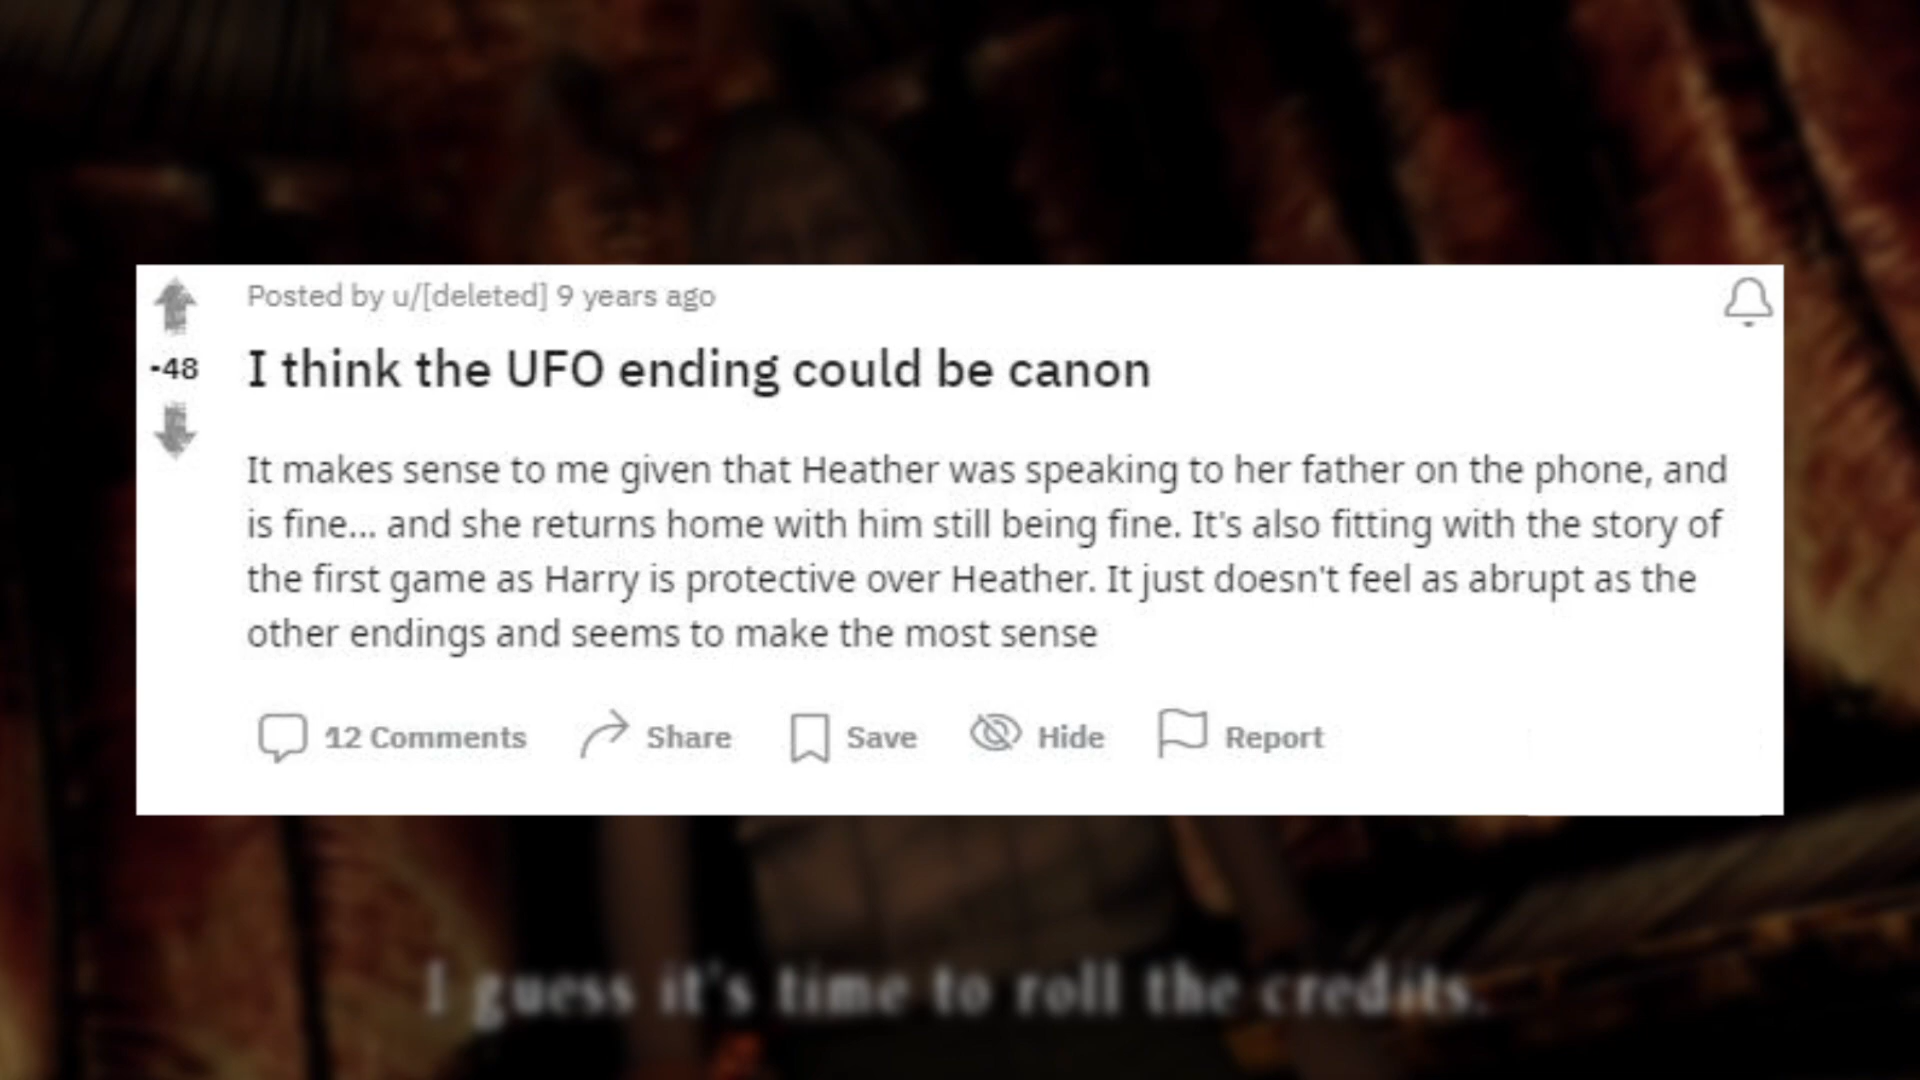 Posted by u/[deleted] 9 years ago
-48
I think the UFO ending could be canon
It makes sense to me given that Heather was speaking to her father on the phone, and
is fine... and she returns home with him still being fine. It's also fitting with the story of
the first game as Harry is protective over Heather. It just doesn't feel as abrupt as the
other endings and seems to make the most sense
12 Comments Share Save Hide Report
I guess it's time to roll the credits.